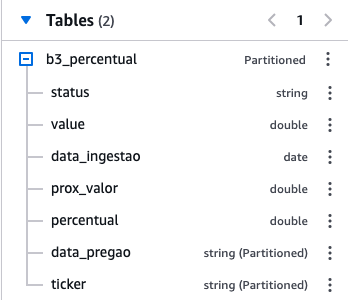 Tables (2) 1
b3_percentual Partitioned
status string
value double
data_ingestao date
prox_valor double
percentual double
data_pregao string (Partitioned)
ticker string (Partitioned)